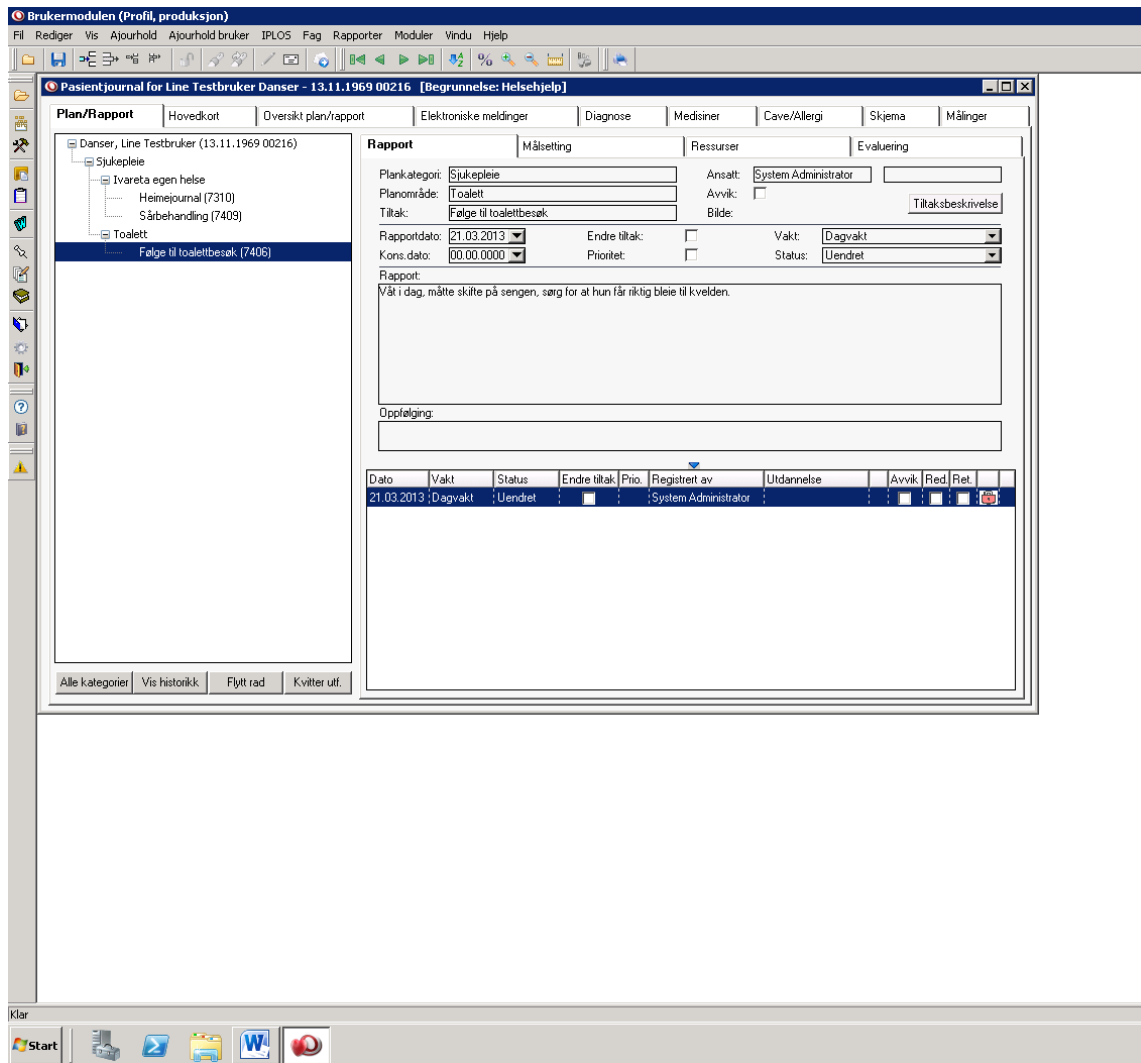 Brukermodulen (Profil, produksjon)
Fil Rediger Vis Ajourhold Ajourhold bruker IPLOS Fag Rapporter Moduler Vindu Hjelp
Pasientjournal for Line Testbruker Danser - 13.11.1969 00216 [Begrunnelse: Helsehjelp]
Plan/Rapport Hovedkort Oversikt plan/rapport Elektroniske meldinger Diagnose Medisiner Cave/Allergi Skjema Målinger
Danser, Line Testbruker (13.11.1969 00216)
Sjukepleie
Ivareta egen helse
Heimejournal (7310)
Sårbehandling (7409)
Toalett
Følge til toalettbesøk (7406)
Alle kategorier Vis historikk Flytt rad Kvitter utf.
Rapport Målsetting Ressurser Evaluering
Plankategori: Sjukepleie Ansatt: System Administrator
Planområde: Toalett Avvik: Tiltaksbeskrivelse
Tiltak: Følge til toalettbesøk Bilde:
Rapportdato: 21.03.2013 Endre tiltak: Vakt: Dagvakt
Kons.dato: 00.00.0000 Prioritet: Status: Uendret
Rapport:
Våt i dag, måtte skifte på sengen, sørg for at hun får riktig bleie til kvelden.
Oppfølging:
Dato Vakt Status Endre tiltak Prio. Registrert av Utdannelse Avvik Red. Ret.
21.03.2013 Dagvakt Uendret System Administrator
Klar
Start